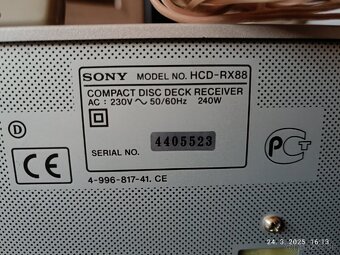 SONY MODEL NO. HCD-RX88
COMPACT DISC DECK RECEIVER
AC : 230V ~ 50/60Hz 240W
SERIAL NO. 4405523
D
CE
PCT
4-996-817-41. CE
24.3.2025 16:13